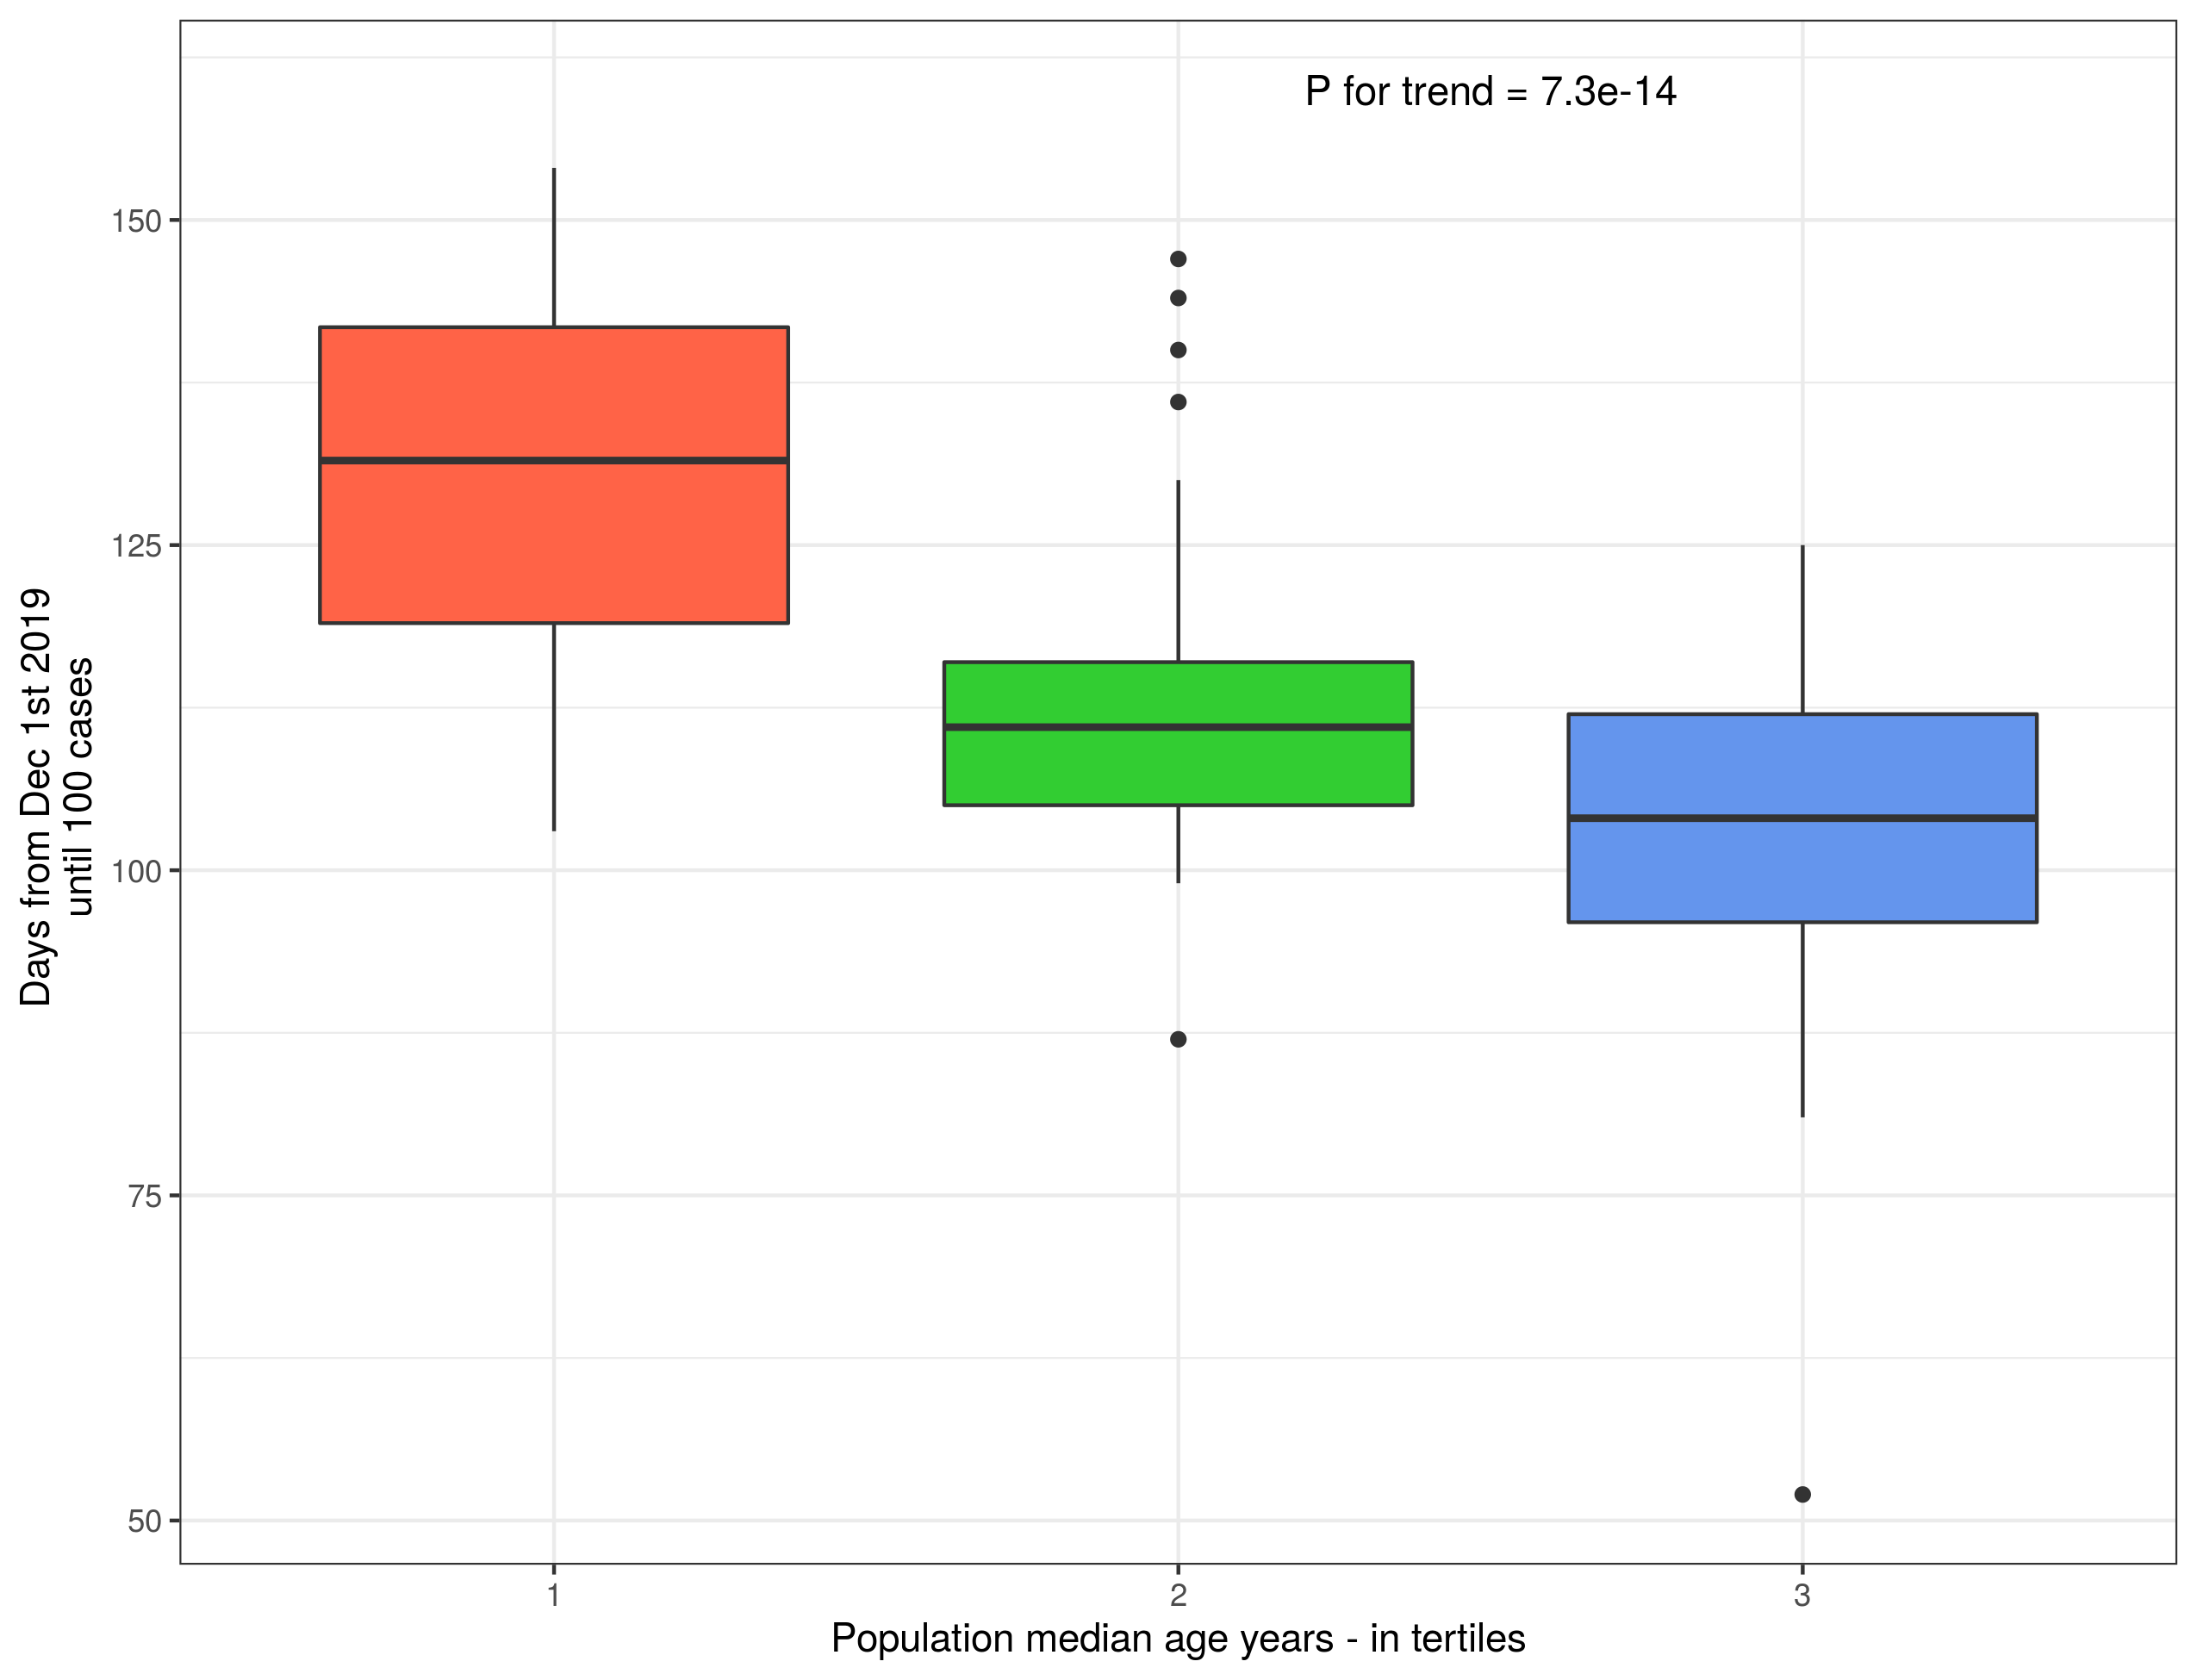 P for trend = 7.3e-14
Days from Dec 1st 2019
until 100 cases
150
125
100
75
50
1
2
3
Population median age years - in tertiles